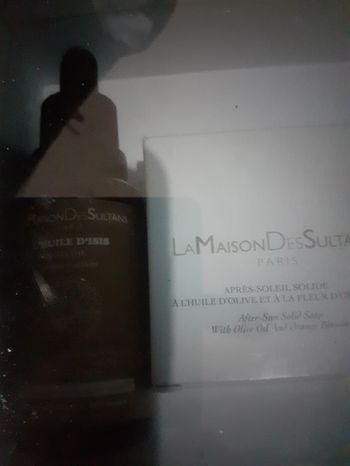 MAISONDESSULTANS
L'HUILE D'ISIS
LAMAISONDESSULTA
PARIS
APRÈS-SOLEIL SOLIDE
À L'HUILE D'OLIVE ET À LA FLEUR D'O
After-Sun Solid Soap
With Olive Oil And Orange Blosso